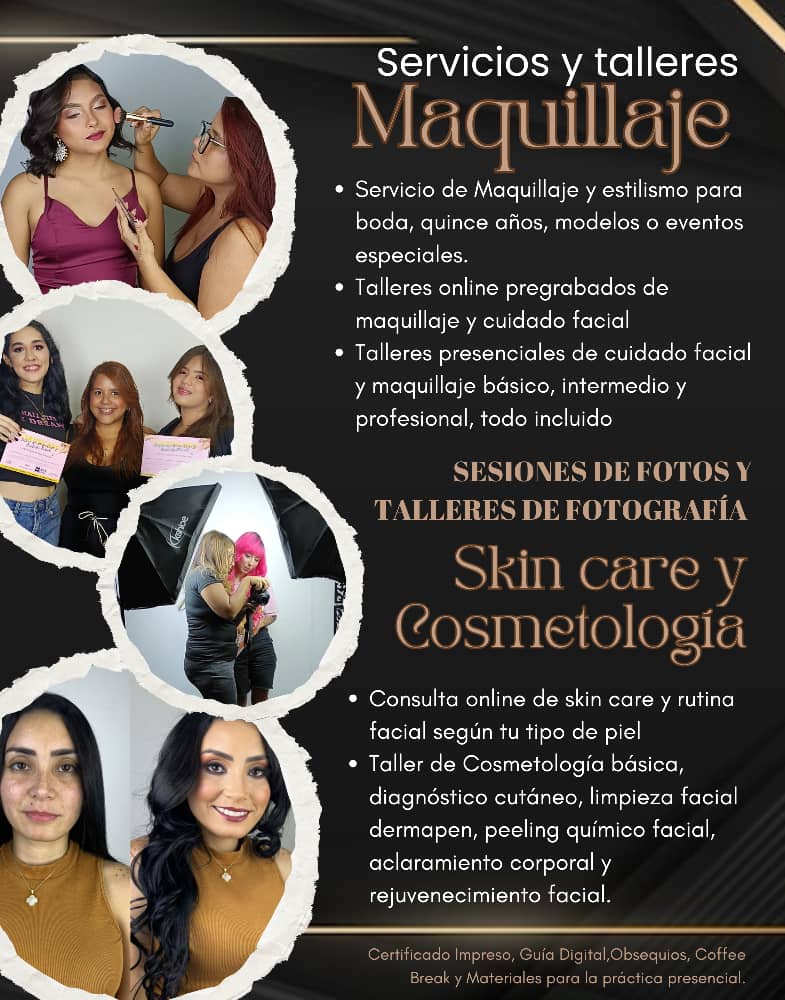 Servicios y talleres
Maquillaje
• Servicio de Maquillaje y estilismo para
boda, quince años, modelos o eventos
especiales.
• Talleres online pregrabados de
maquillaje y cuidado facial
• Talleres presenciales de cuidado facial
y maquillaje básico, intermedio y
profesional, todo incluido
SESIONES DE FOTOS Y
TALLERES DE FOTOGRAFÍA
Skin care y
Cosmetología
• Consulta online de skin care y rutina
facial según tu tipo de piel
• Taller de Cosmetología básica,
diagnóstico cutáneo, limpieza facial
dermapen, peeling químico facial,
aclaramiento corporal y
rejuvenecimiento facial.
Certificado Impreso, Guía Digital,Obsequios, Coffee
Break y Materiales para la práctica presencial.